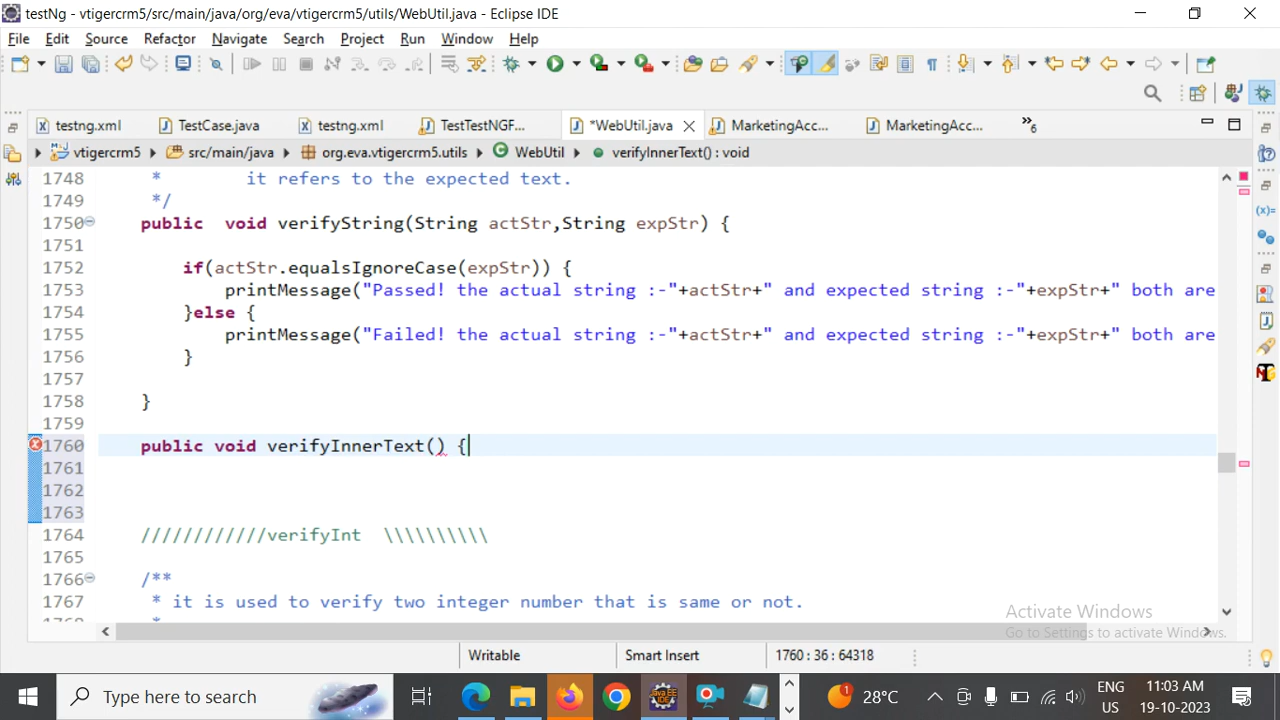 testNg - vtigercrm5/src/main/java/org/eva/vtigercrm5/utils/WebUtil.java - Eclipse IDE
File Edit Source Refactor Navigate Search Project Run Window Help
testng.xml TestCase.java testng.xml TestTestNGF... *WebUtil.java MarketingAcc... MarketingAcc... »6
vtigercrm5 src/main/java org.eva.vtigercrm5.utils WebUtil verifyInnerText() : void
1748 * it refers to the expected text.
1749 */
1750 public void verifyString(String actStr,String expStr) {
1751
1752 if(actStr.equalsIgnoreCase(expStr)) {
1753 printMessage("Passed! the actual string :-"+actStr+" and expected string :-"+expStr+" both are
1754 }else {
1755 printMessage("Failed! the actual string :-"+actStr+" and expected string :-"+expStr+" both are
1756 }
1757
1758 }
1759
1760 public void verifyInnerText() {
1761
1762
1763
1764 ////////////verifyInt \\\\\\\\\\
1765
1766 /**
1767 * it is used to verify two integer number that is same or not.
1768 *
Activate Windows
Go to Settings to activate Windows.
Writable Smart Insert 1760 : 36 : 64318
Type here to search 1 28°C ENG 11:03 AM
US 19-10-2023